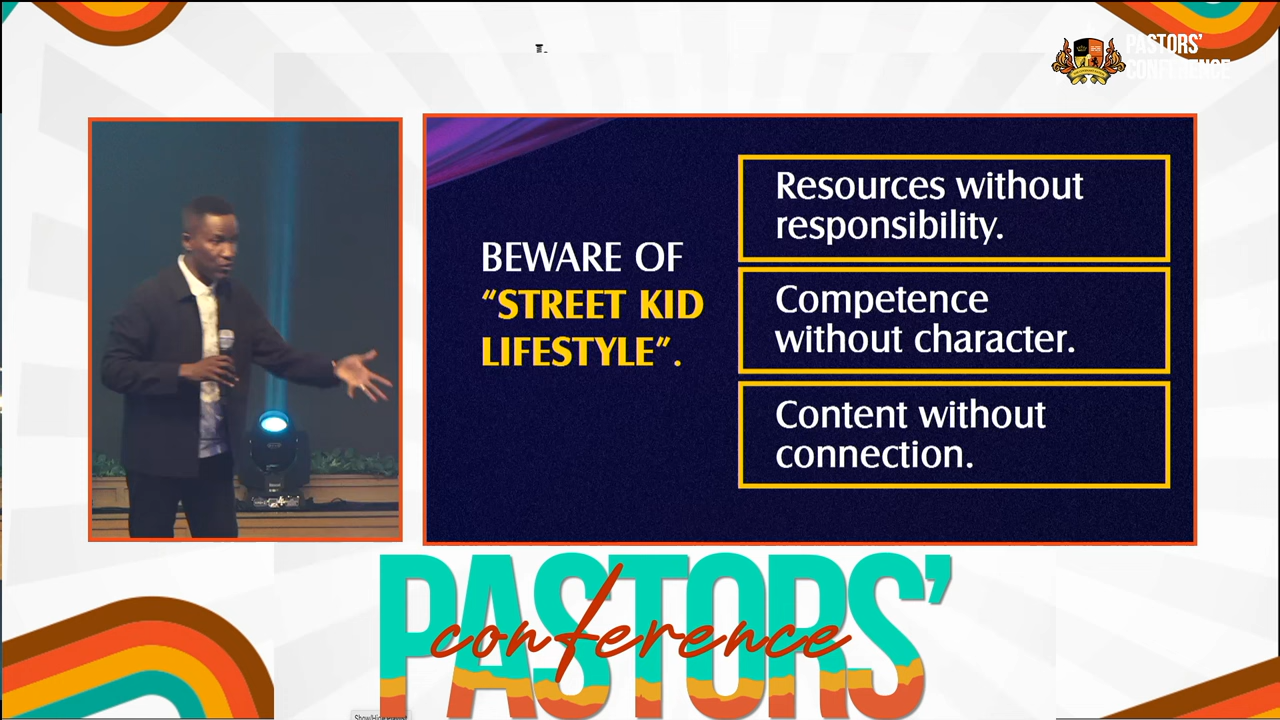 PASTORS'
CONFERENCE
BEWARE OF
“STREET KID
LIFESTYLE”.
Resources without
responsibility.
Competence
without character.
Content without
connection.
PASTORS’
conference